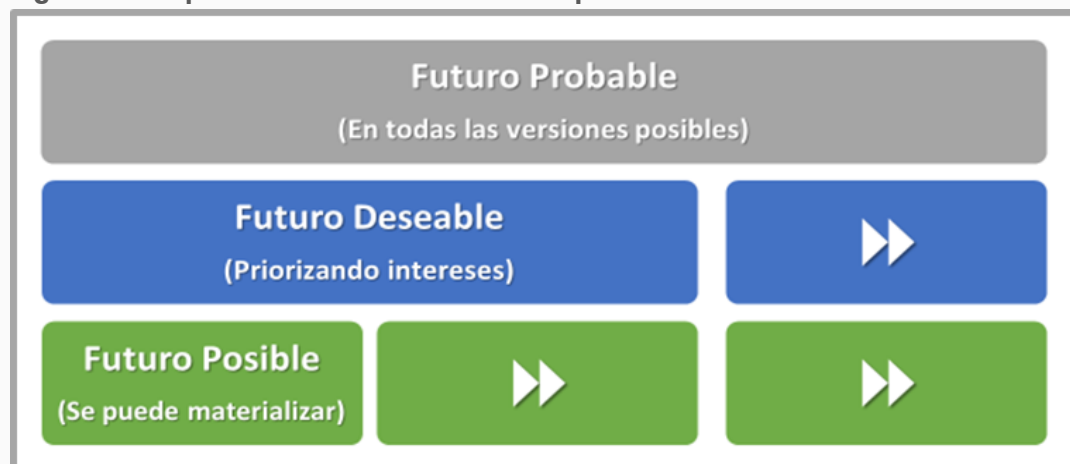 Futuro Probable
(En todas las versiones posibles)
Futuro Deseable
(Priorizando intereses)
Futuro Posible
(Se puede materializar)